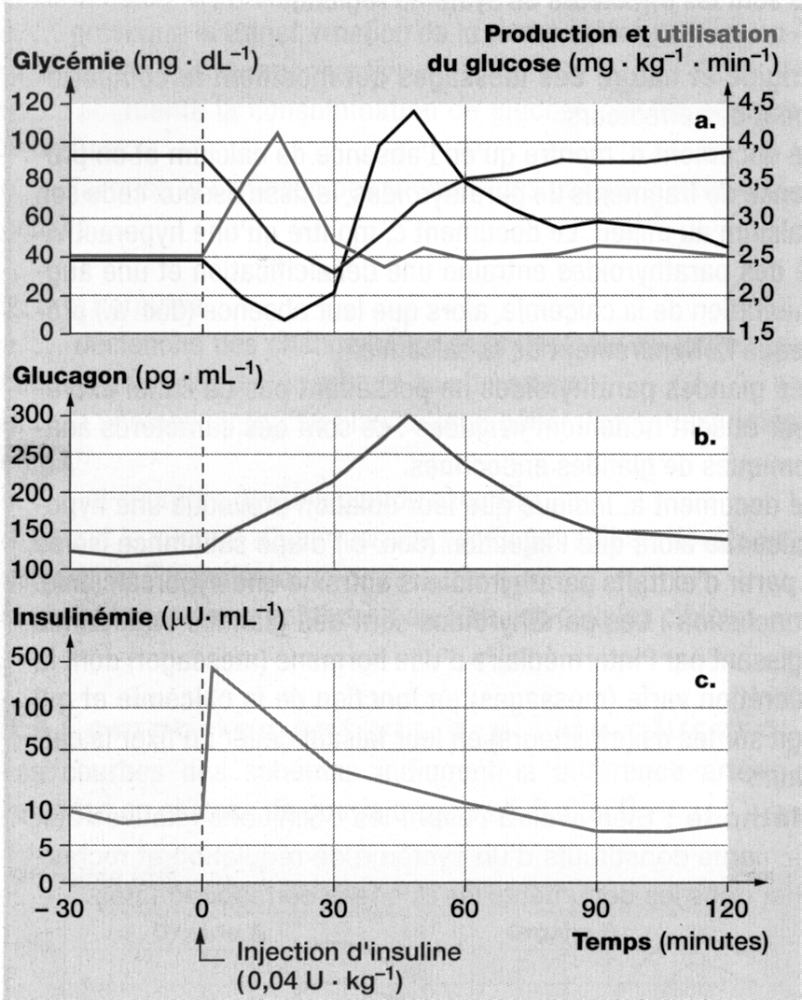 Production et utilisation
Glycémie (mg · dL⁻¹) du glucose (mg · kg⁻¹ · min⁻¹)
120 4,5
a.
100 4,0
80 3,5
60 3,0
40 2,5
20 2,0
0 1,5
Glucagon (pg · mL⁻¹)
300
b.
250
200
150
100
Insulinémie (µU·mL⁻¹)
500
c.
100
50
10
5
0
– 30 0 30 60 90 120
Temps (minutes)
Injection d'insuline
(0,04 U · kg⁻¹)